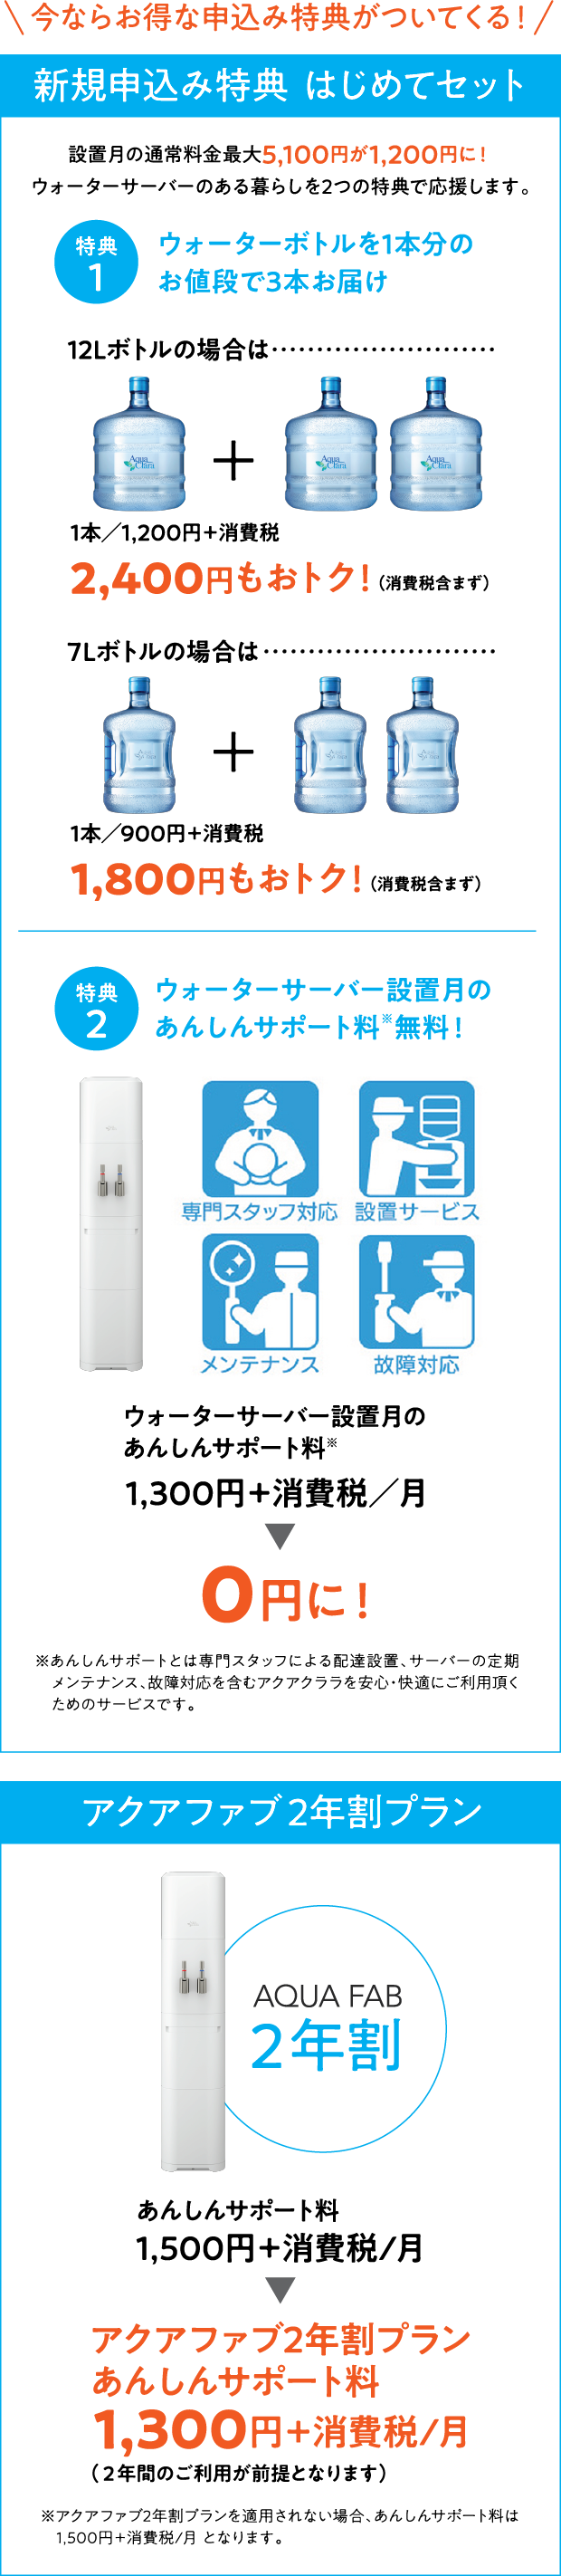 今ならお得な申込み特典がついてくる！
新規申込み特典 はじめてセット
設置月の通常料金最大5,100円が1,200円に！
ウォーターサーバーのある暮らしを2つの特典で応援します。
特典
1
ウォーターボトルを1本分の
お値段で3本お届け
12Lボトルの場合は
Aqua Clara
Aqua Clara
Aqua Clara
1本／1,200円＋消費税
2,400円もおトク！（消費税含まず）
7Lボトルの場合は
1本／900円＋消費税
1,800円もおトク！（消費税含まず）
特典
2
ウォーターサーバー設置月の
あんしんサポート料※無料！
専門スタッフ対応 設置サービス
メンテナンス 故障対応
ウォーターサーバー設置月の
あんしんサポート料※
1,300円＋消費税／月
0円に！
※あんしんサポートとは専門スタッフによる配達設置、サーバーの定期
メンテナンス、故障対応を含むアクアクララを安心・快適にご利用頂く
ためのサービスです。
アクアファブ2年割プラン
AQUA FAB
2年割
あんしんサポート料
1,500円＋消費税/月
アクアファブ2年割プラン
あんしんサポート料
1,300円＋消費税/月
（２年間のご利用が前提となります）
※アクアファブ2年割プランを適用されない場合、あんしんサポート料は
1,500円＋消費税/月 となります。